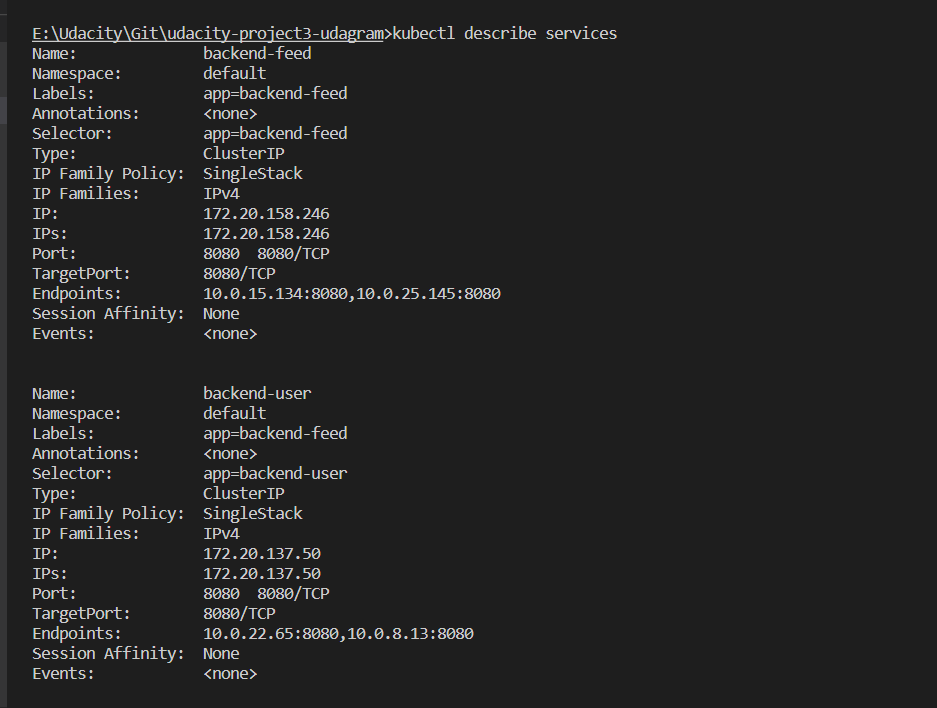 E:\Udacity\Git\udacity-project3-udagram>kubectl describe services
Name:              backend-feed
Namespace:         default
Labels:            app=backend-feed
Annotations:       <none>
Selector:          app=backend-feed
Type:              ClusterIP
IP Family Policy:  SingleStack
IP Families:       IPv4
IP:                172.20.158.246
IPs:               172.20.158.246
Port:              8080  8080/TCP
TargetPort:        8080/TCP
Endpoints:         10.0.15.134:8080,10.0.25.145:8080
Session Affinity:  None
Events:            <none>
Name:              backend-user
Namespace:         default
Labels:            app=backend-feed
Annotations:       <none>
Selector:          app=backend-user
Type:              ClusterIP
IP Family Policy:  SingleStack
IP Families:       IPv4
IP:                172.20.137.50
IPs:               172.20.137.50
Port:              8080  8080/TCP
TargetPort:        8080/TCP
Endpoints:         10.0.22.65:8080,10.0.8.13:8080
Session Affinity:  None
Events:            <none>